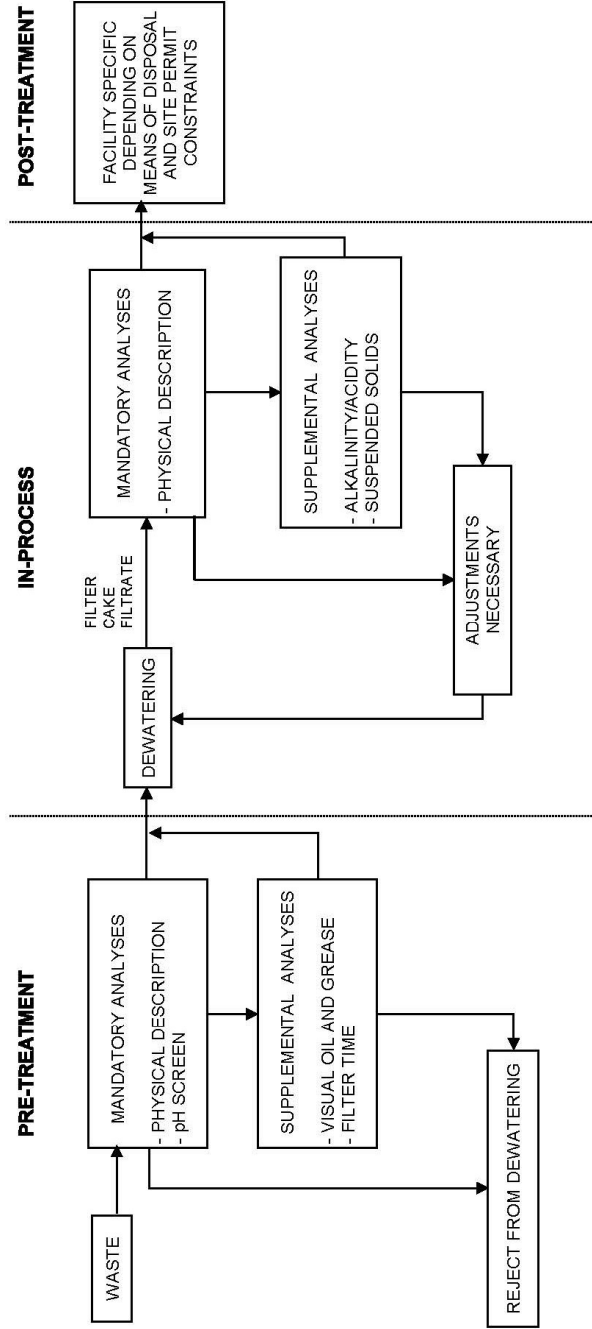 PRE-TREATMENT
WASTE
MANDATORY ANALYSES
- PHYSICAL DESCRIPTION
- pH SCREEN
SUPPLEMENTAL ANALYSES
- VISUAL OIL AND GREASE
- FILTER TIME
REJECT FROM DEWATERING
IN-PROCESS
DEWATERING
FILTER
CAKE
FILTRATE
MANDATORY ANALYSES
- PHYSICAL DESCRIPTION
SUPPLEMENTAL ANALYSES
- ALKALINITY/ACIDITY
- SUSPENDED SOLIDS
ADJUSTMENTS
NECESSARY
POST-TREATMENT
FACILITY SPECIFIC
DEPENDING ON
MEANS OF DISPOSAL
AND SITE PERMIT
CONSTRAINTS